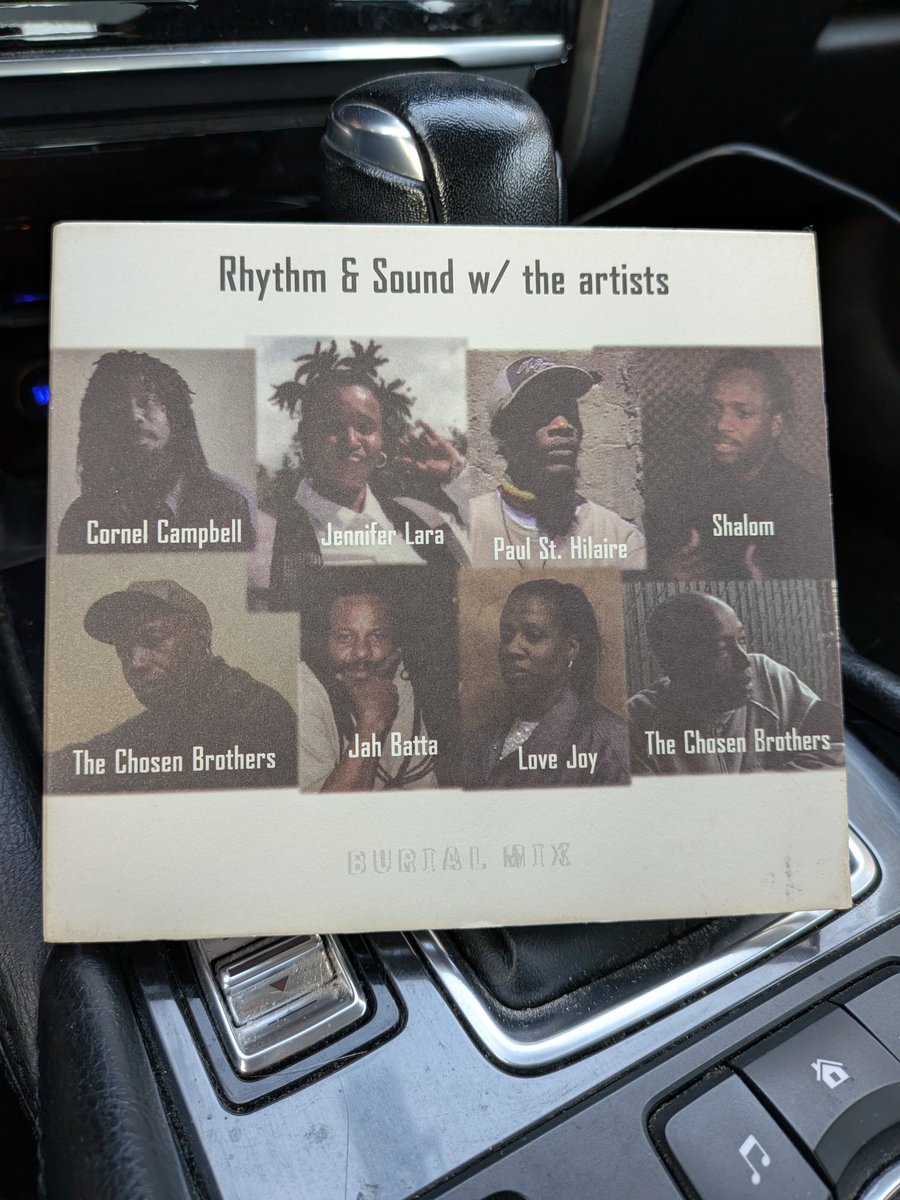 Rhythm & Sound w/ the artists
Cornel Campbell
Jennifer Lara
Paul St. Hilaire
Shalom
The Chosen Brothers
Jah Batta
Love Joy
The Chosen Brothers
BURIAL MIX